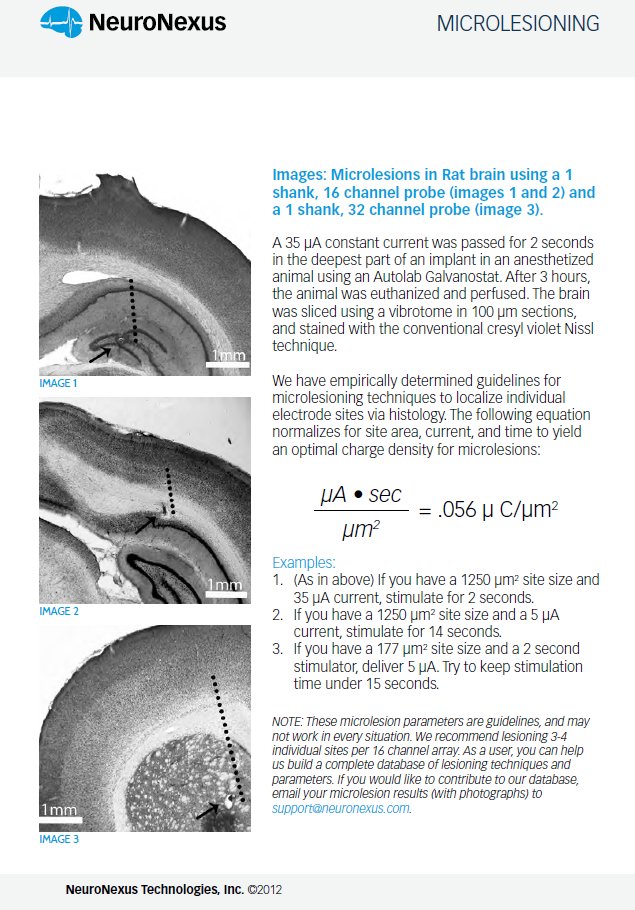 NeuroNexus
MICROLESIONING
Images: Microlesions in Rat brain using a 1
shank, 16 channel probe (images 1 and 2) and
a 1 shank, 32 channel probe (image 3).
A 35 µA constant current was passed for 2 seconds
in the deepest part of an implant in an anesthetized
animal using an Autolab Galvanostat. After 3 hours,
the animal was euthanized and perfused. The brain
was sliced using a vibrotome in 100 µm sections,
and stained with the conventional cresyl violet Nissl
technique.
1mm
IMAGE 1
We have empirically determined guidelines for
microlesioning techniques to localize individual
electrode sites via histology. The following equation
normalizes for site area, current, and time to yield
an optimal charge density for microlesions:
µA • sec
µm²
= .056 µ C/µm²
1mm
IMAGE 2
Examples:
1. (As in above) If you have a 1250 µm² site size and
35 µA current, stimulate for 2 seconds.
2. If you have a 1250 µm² site size and a 5 µA
current, stimulate for 14 seconds.
3. If you have a 177 µm² site size and a 2 second
stimulator, deliver 5 µA. Try to keep stimulation
time under 15 seconds.
NOTE: These microlesion parameters are guidelines, and may
not work in every situation. We recommend lesioning 3-4
individual sites per 16 channel array. As a user, you can help
us build a complete database of lesioning techniques and
parameters. If you would like to contribute to our database,
email your microlesion results (with photographs) to
support@neuronexus.com.
1mm
IMAGE 3
NeuroNexus Technologies, Inc. ©2012